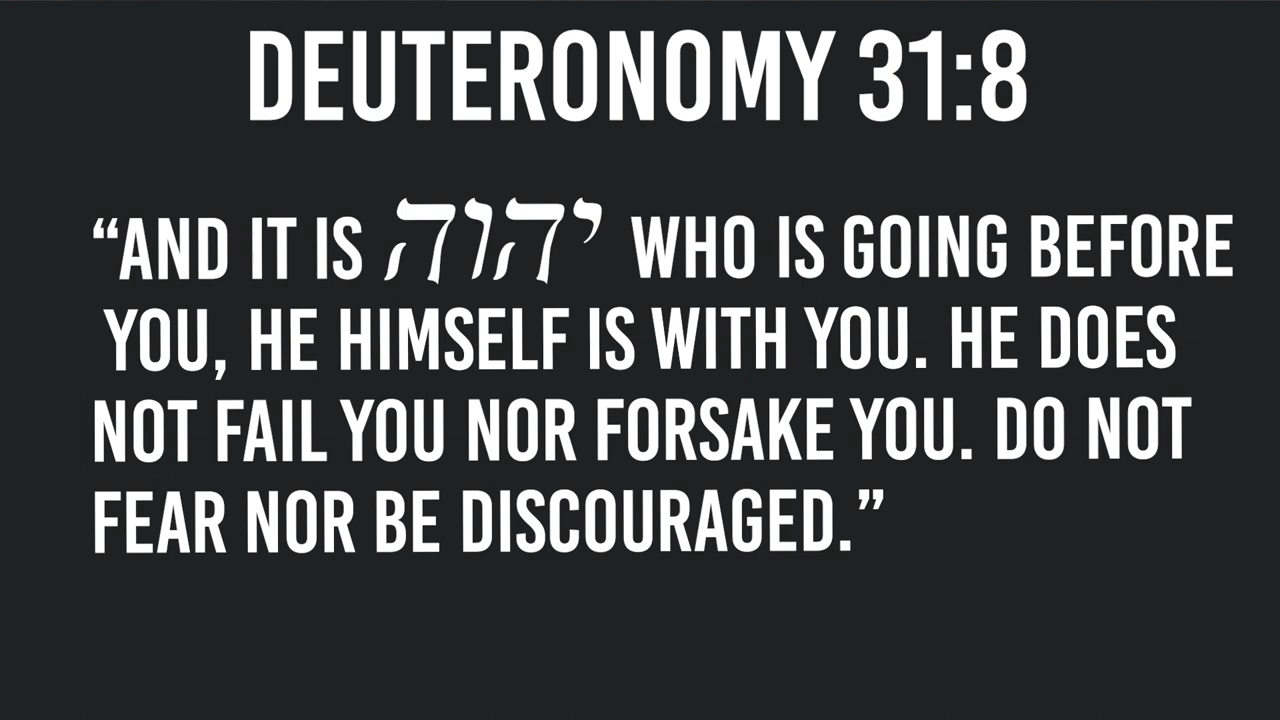 DEUTERONOMY 31:8
“AND IT IS יהוה WHO IS GOING BEFORE
YOU, HE HIMSELF IS WITH YOU. HE DOES
NOT FAIL YOU NOR FORSAKE YOU. DO NOT
FEAR NOR BE DISCOURAGED.”